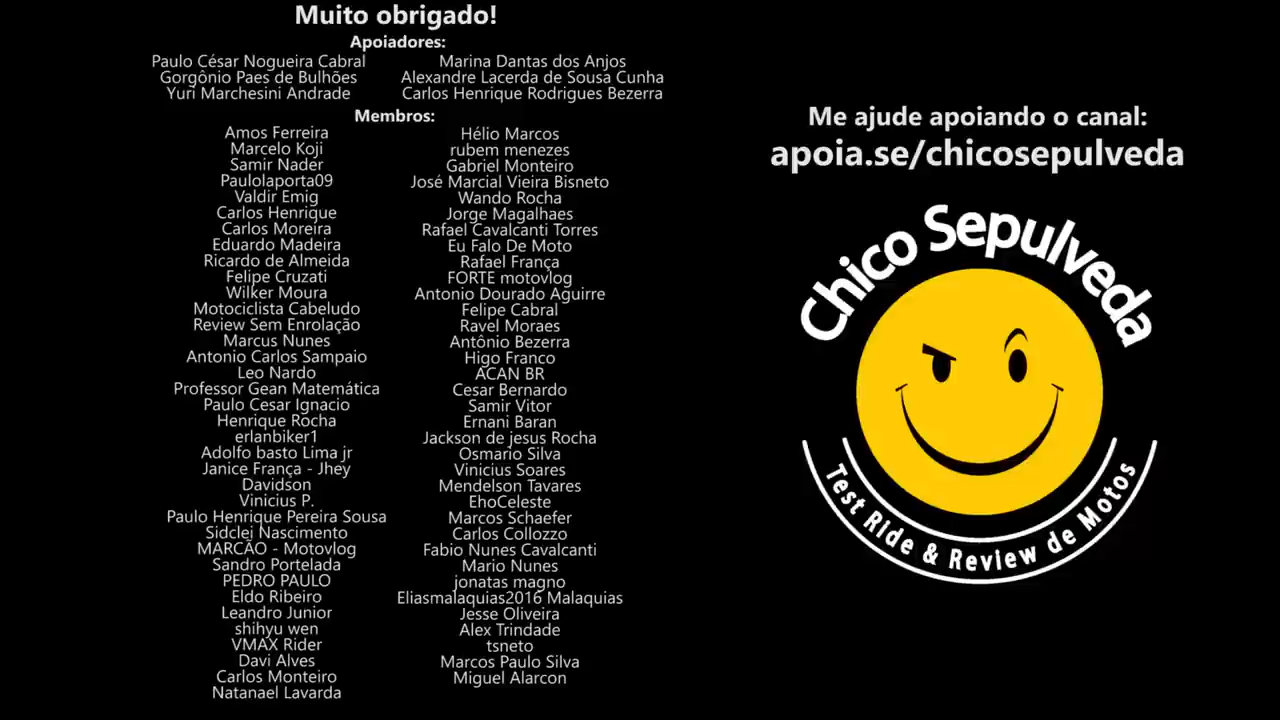 Muito obrigado!
Apoiadores:
Paulo César Nogueira Cabral
Gorgônio Paes de Bulhões
Yuri Marchesini Andrade
Marina Dantas dos Anjos
Alexandre Lacerda de Sousa Cunha
Carlos Henrique Rodrigues Bezerra
Membros:
Amos Ferreira
Marcelo Koji
Samir Nader
Paulolaporta09
Valdir Emig
Carlos Henrique
Carlos Moreira
Eduardo Madeira
Ricardo de Almeida
Felipe Cruzati
Wilker Moura
Motociclista Cabeludo
Review Sem Enrolação
Marcus Nunes
Antonio Carlos Sampaio
Leo Nardo
Professor Gean Matemática
Paulo Cesar Ignacio
Henrique Rocha
erlanbiker1
Adolfo basto Lima jr
Janice França - Jhey
Davidson
Vinicius P.
Paulo Henrique Pereira Sousa
Sidclei Nascimento
MARCÃO - Motovlog
Sandro Portelada
PEDRO PAULO
Eldo Ribeiro
Leandro Junior
shihyu wen
VMAX Rider
Davi Alves
Carlos Monteiro
Natanael Lavarda
Hélio Marcos
rubem menezes
Gabriel Monteiro
José Marcial Vieira Bisneto
Wando Rocha
Jorge Magalhaes
Rafael Cavalcanti Torres
Eu Falo De Moto
Rafael França
FORTE motovlog
Antonio Dourado Aguirre
Felipe Cabral
Ravel Moraes
Antônio Bezerra
Higo Franco
ACAN BR
Cesar Bernardo
Samir Vitor
Ernani Baran
Jackson de jesus Rocha
Osmario Silva
Vinicius Soares
Mendelson Tavares
EhoCeleste
Marcos Schaefer
Carlos Collozzo
Fabio Nunes Cavalcanti
Mario Nunes
jonatas magno
Eliasmalaquias2016 Malaquias
Jesse Oliveira
Alex Trindade
tsneto
Marcos Paulo Silva
Miguel Alarcon
Me ajude apoiando o canal:
apoia.se/chicosepulveda
Chico Sepulveda
Test Ride & Review de Motos